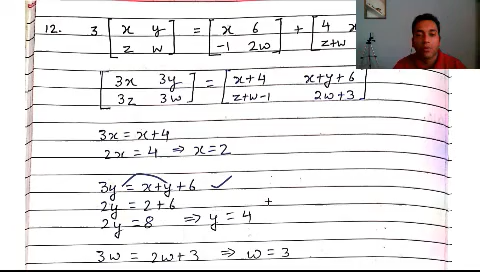 12. 3 [ x y ] = [ x 6 ] + [ 4 x
[ z w ] [ -1 2w ] [ z+w
[ 3x 3y ] = [ x+4 x+y+6 ]
[ 3z 3w ] [ z+w-1 2w+3 ]
3x = x+4
2x = 4 ⇒ x = 2
3y = x+y+6 ✓
2y = 2+6 +
2y = 8 ⇒ y = 4
3w = 2w+3 ⇒ w = 3